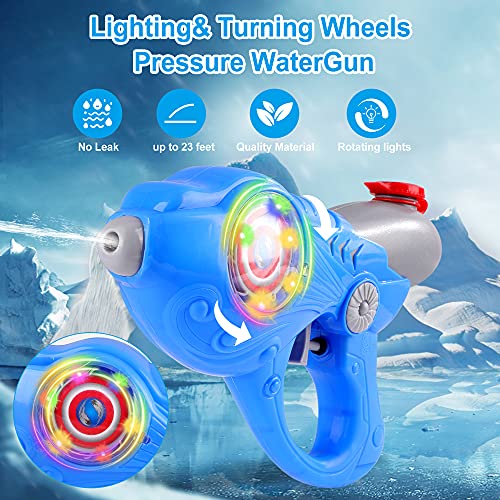 Lighting& Turning Wheels
Pressure WaterGun
No Leak
up to 23 feet
Quality Material
Rotating lights